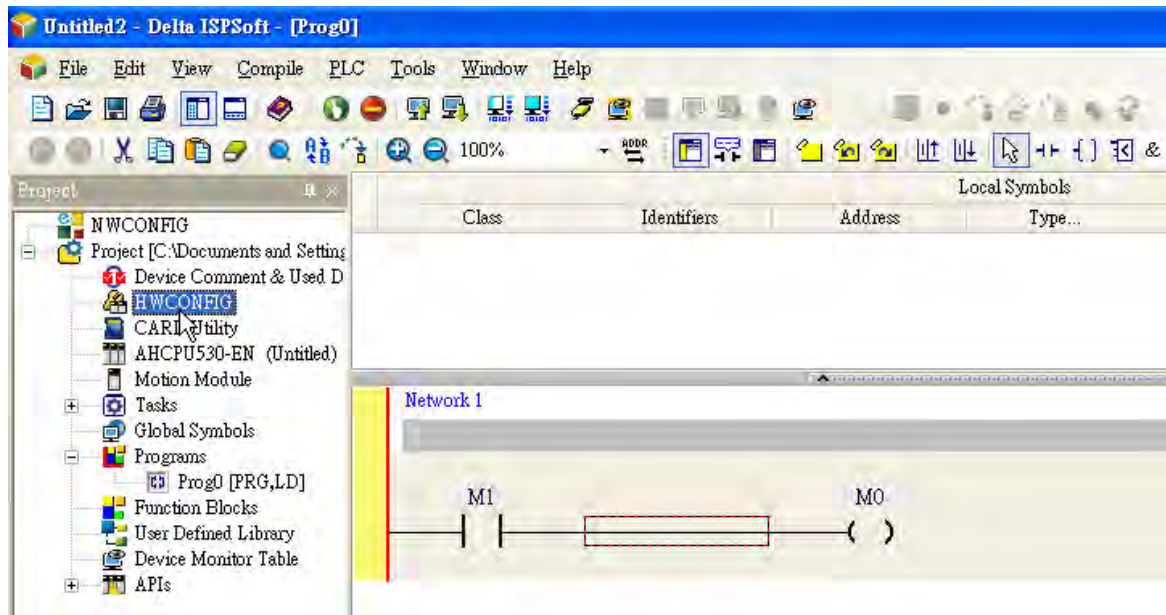 Untitled2 - Delta ISPSoft - [Prog0]
File Edit View Compile PLC Tools Window Help
100% ADDR &
Project
Local Symbols
Class Identifiers Address Type...
NWCONFIG
Project [C:\Documents and Setting
Device Comment & Used D
HWCONFIG
CARD Utility
AHCPU530-EN (Untitled)
Motion Module
Tasks
Global Symbols
Programs
Prog0 [PRG,LD]
Function Blocks
User Defined Library
Device Monitor Table
APIs
Network 1
M1 M0